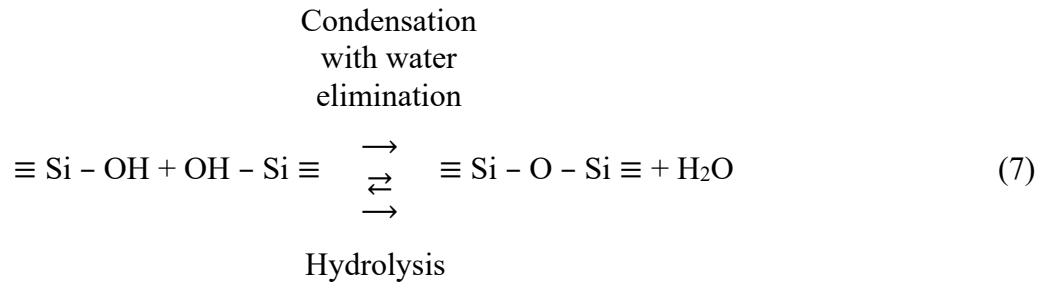 Condensation
with water
elimination
≡ Si – OH + OH – Si ≡ → ⇄ → ≡ Si – O – Si ≡ + H₂O (7)
Hydrolysis